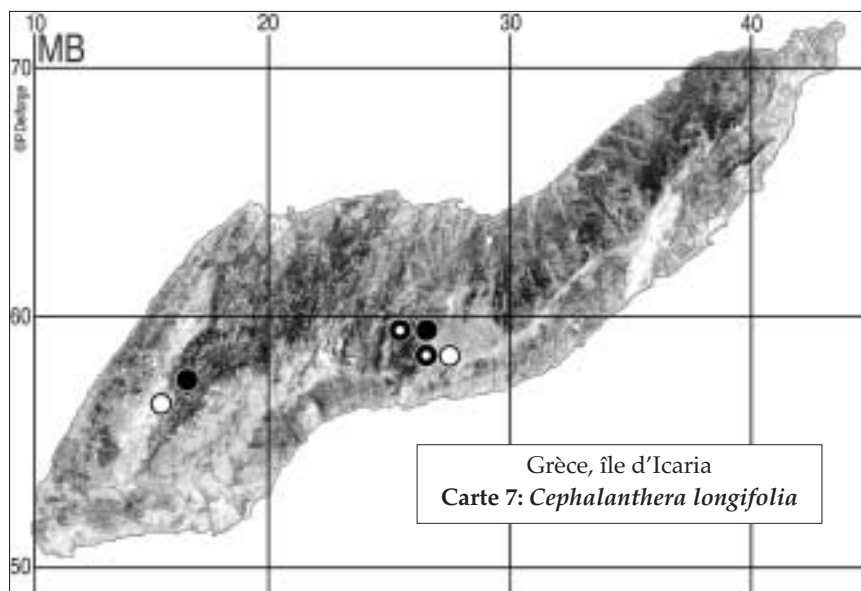 10 20 30 40
MB
70
©P.Delforge
60
Grèce, île d'Icaria
Carte 7: Cephalanthera longifolia
50